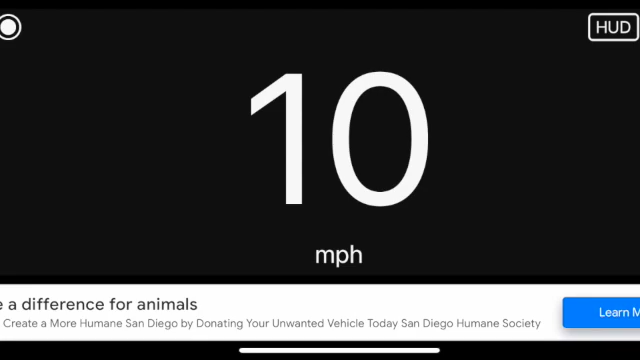 HUD
10
mph
e a difference for animals
Create a More Humane San Diego by Donating Your Unwanted Vehicle Today San Diego Humane Society
Learn M